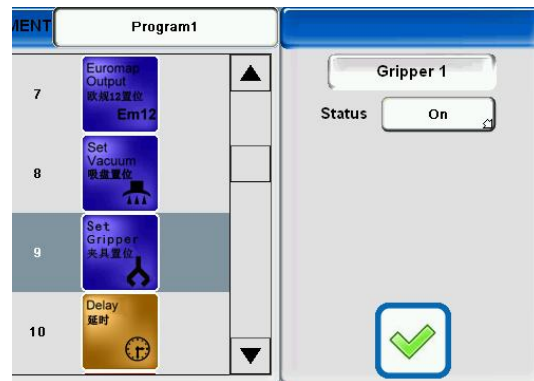 MENT
Program1
7
Euromap
Output
欧规12置位
Em12
8
Set
Vacuum
吸盘置位
9
Set
Gripper
夹具置位
10
Delay
延时
Gripper 1
Status
On